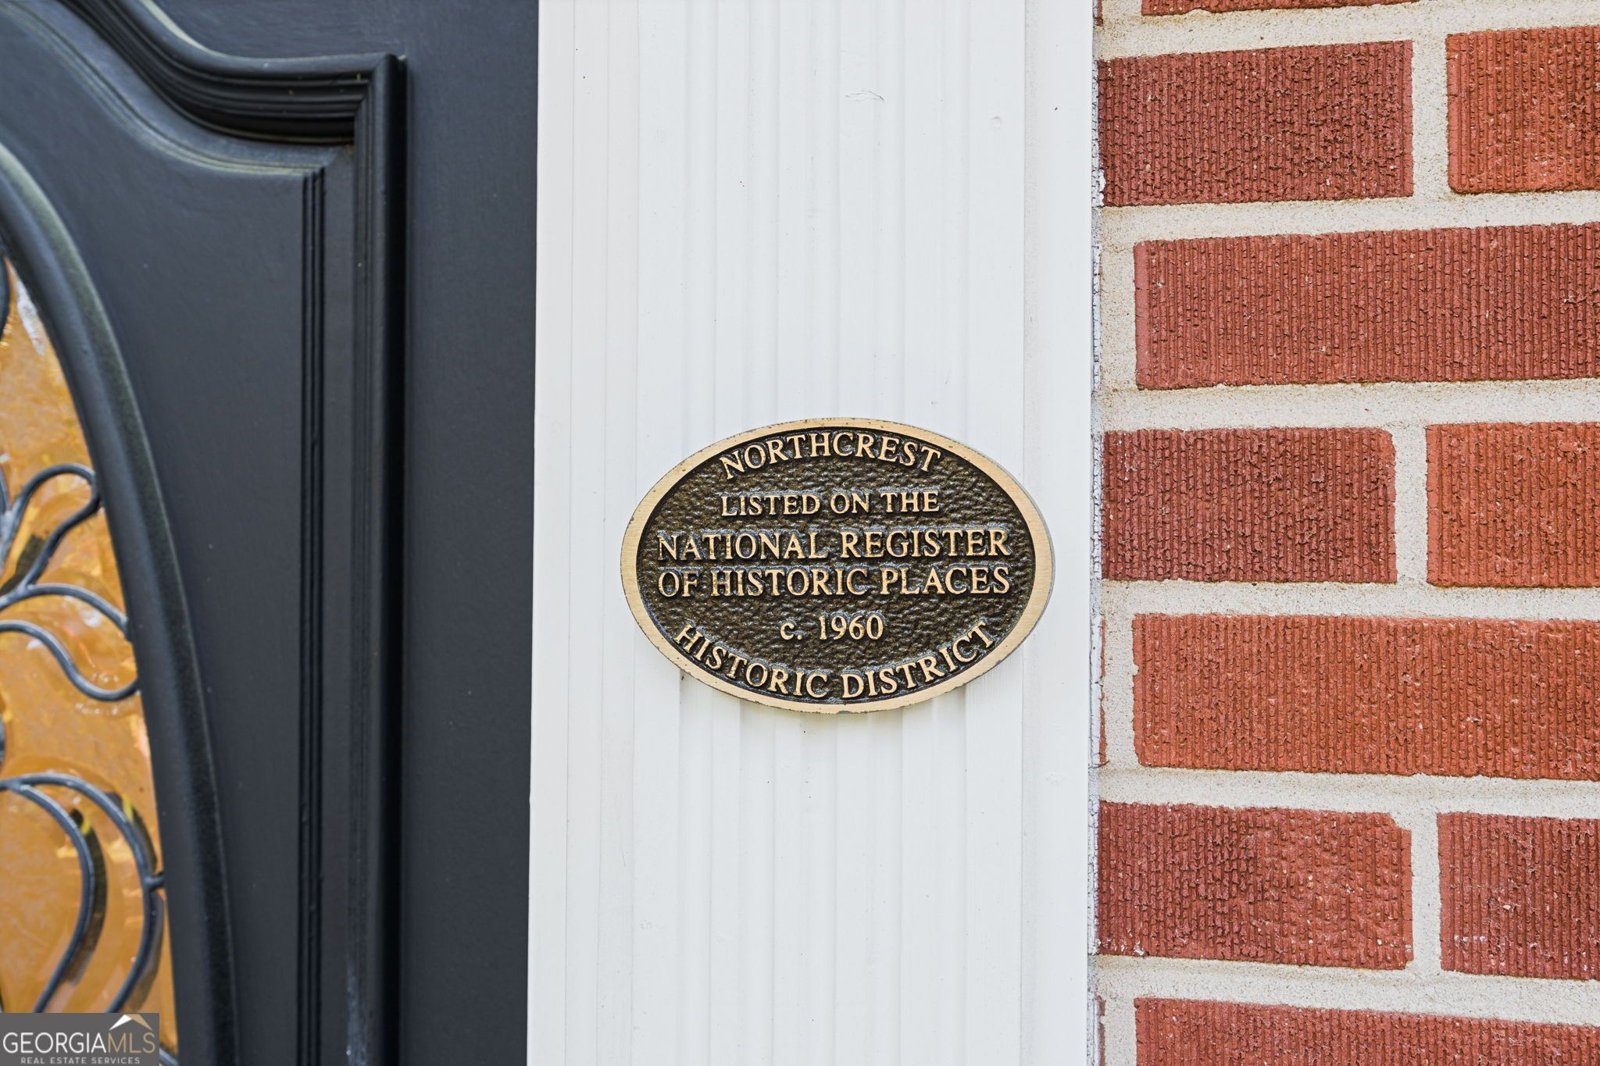 NORTHCREST
LISTED ON THE
NATIONAL REGISTER
OF HISTORIC PLACES
c. 1960
HISTORIC DISTRICT
GEORGIAMLS
REAL ESTATE SERVICES